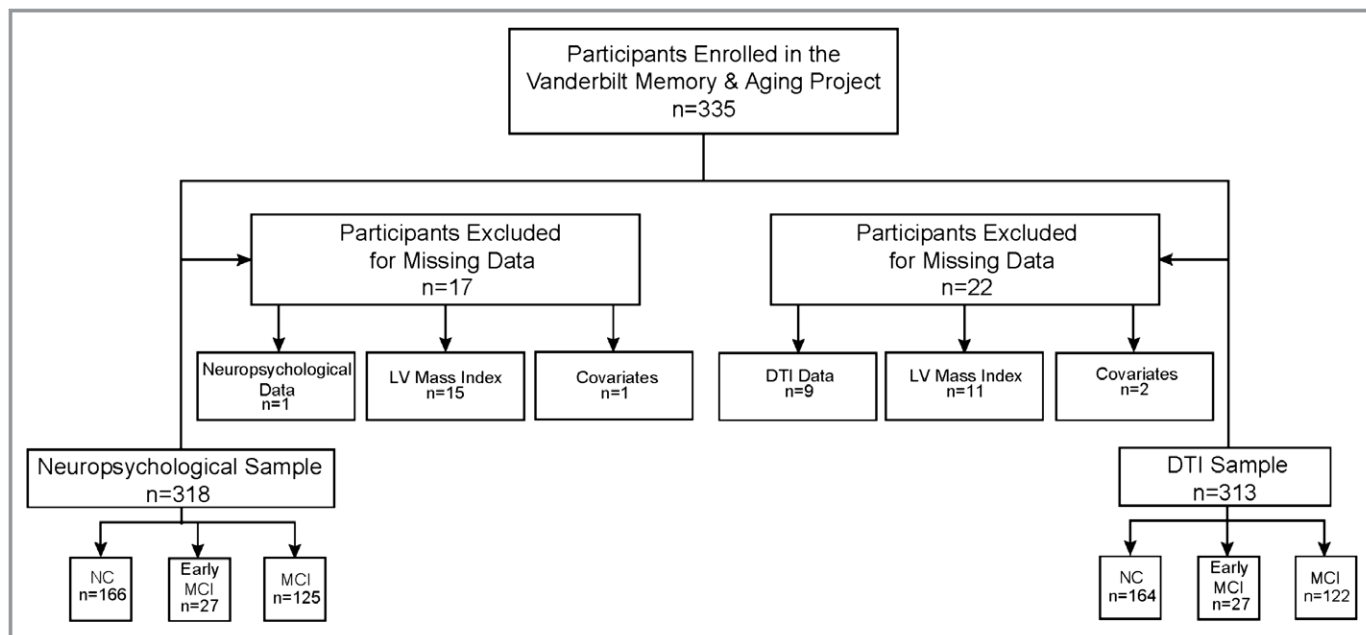 Participants Enrolled in the
Vanderbilt Memory & Aging Project
n=335
Participants Excluded
for Missing Data
n=17
Participants Excluded
for Missing Data
n=22
Neuropsychological
Data
n=1
LV Mass Index
n=15
Covariates
n=1
DTI Data
n=9
LV Mass Index
n=11
Covariates
n=2
Neuropsychological Sample
n=318
DTI Sample
n=313
NC
n=166
Early
MCI
n=27
MCI
n=125
NC
n=164
Early
MCI
n=27
MCI
n=122